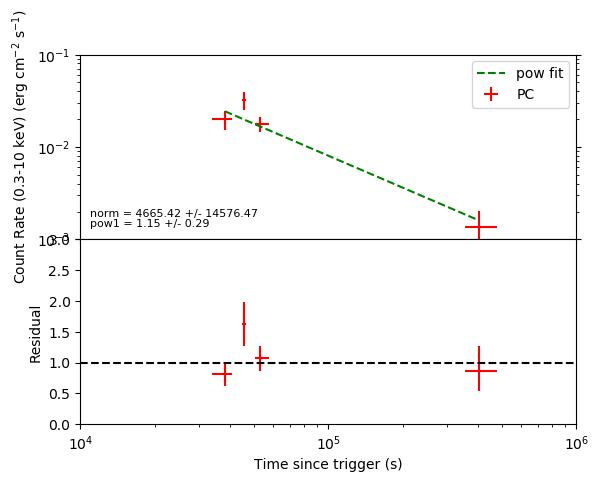 Count Rate (0.3-10 keV) (erg cm⁻² s⁻¹)
10⁻¹
10⁻²
10⁻³
pow fit
PC
norm = 4665.42 +/- 14576.47
pow1 = 1.15 +/- 0.29
Residual
3.0
2.5
2.0
1.5
1.0
0.5
0.0
10⁴
10⁵
10⁶
Time since trigger (s)